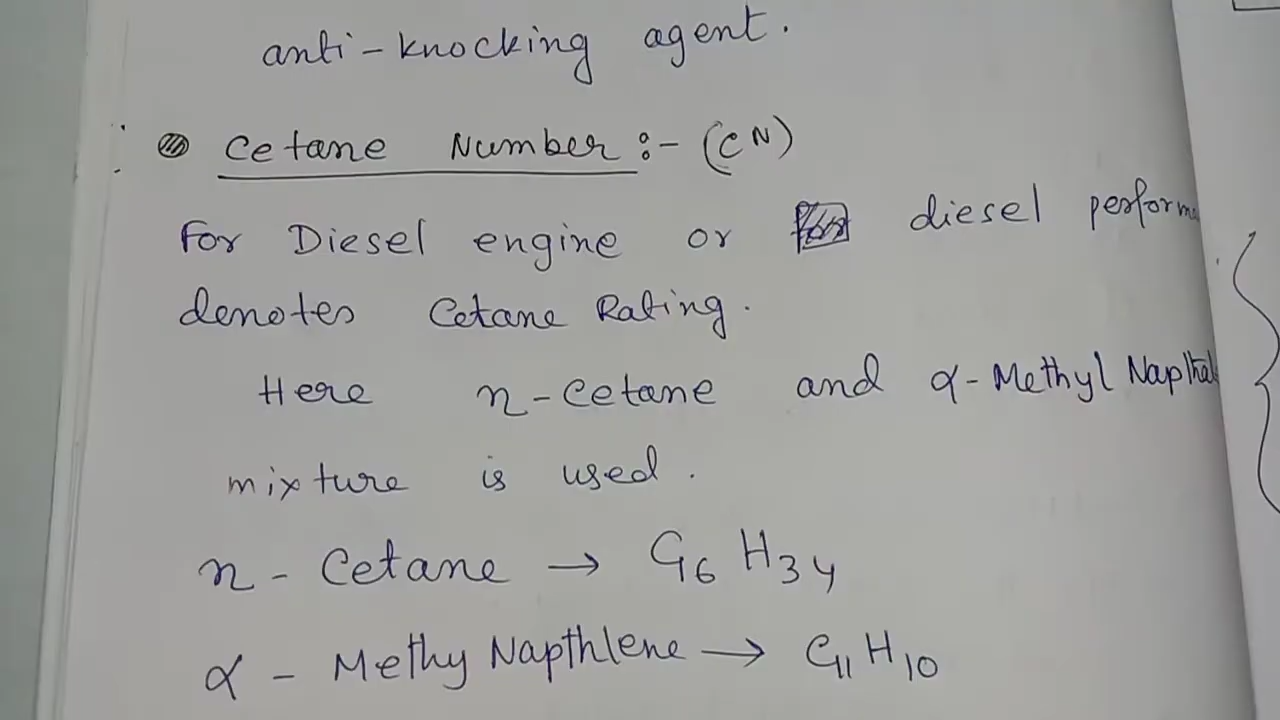 anti-knocking agent.
Cetane Number :- (CN)
For Diesel engine or diesel perform
denotes Cetane Rating.
Here n-cetane and α-Methyl Napthal
mixture is used.
n- Cetane → C16 H34
α - Methy Napthlene → C11 H10